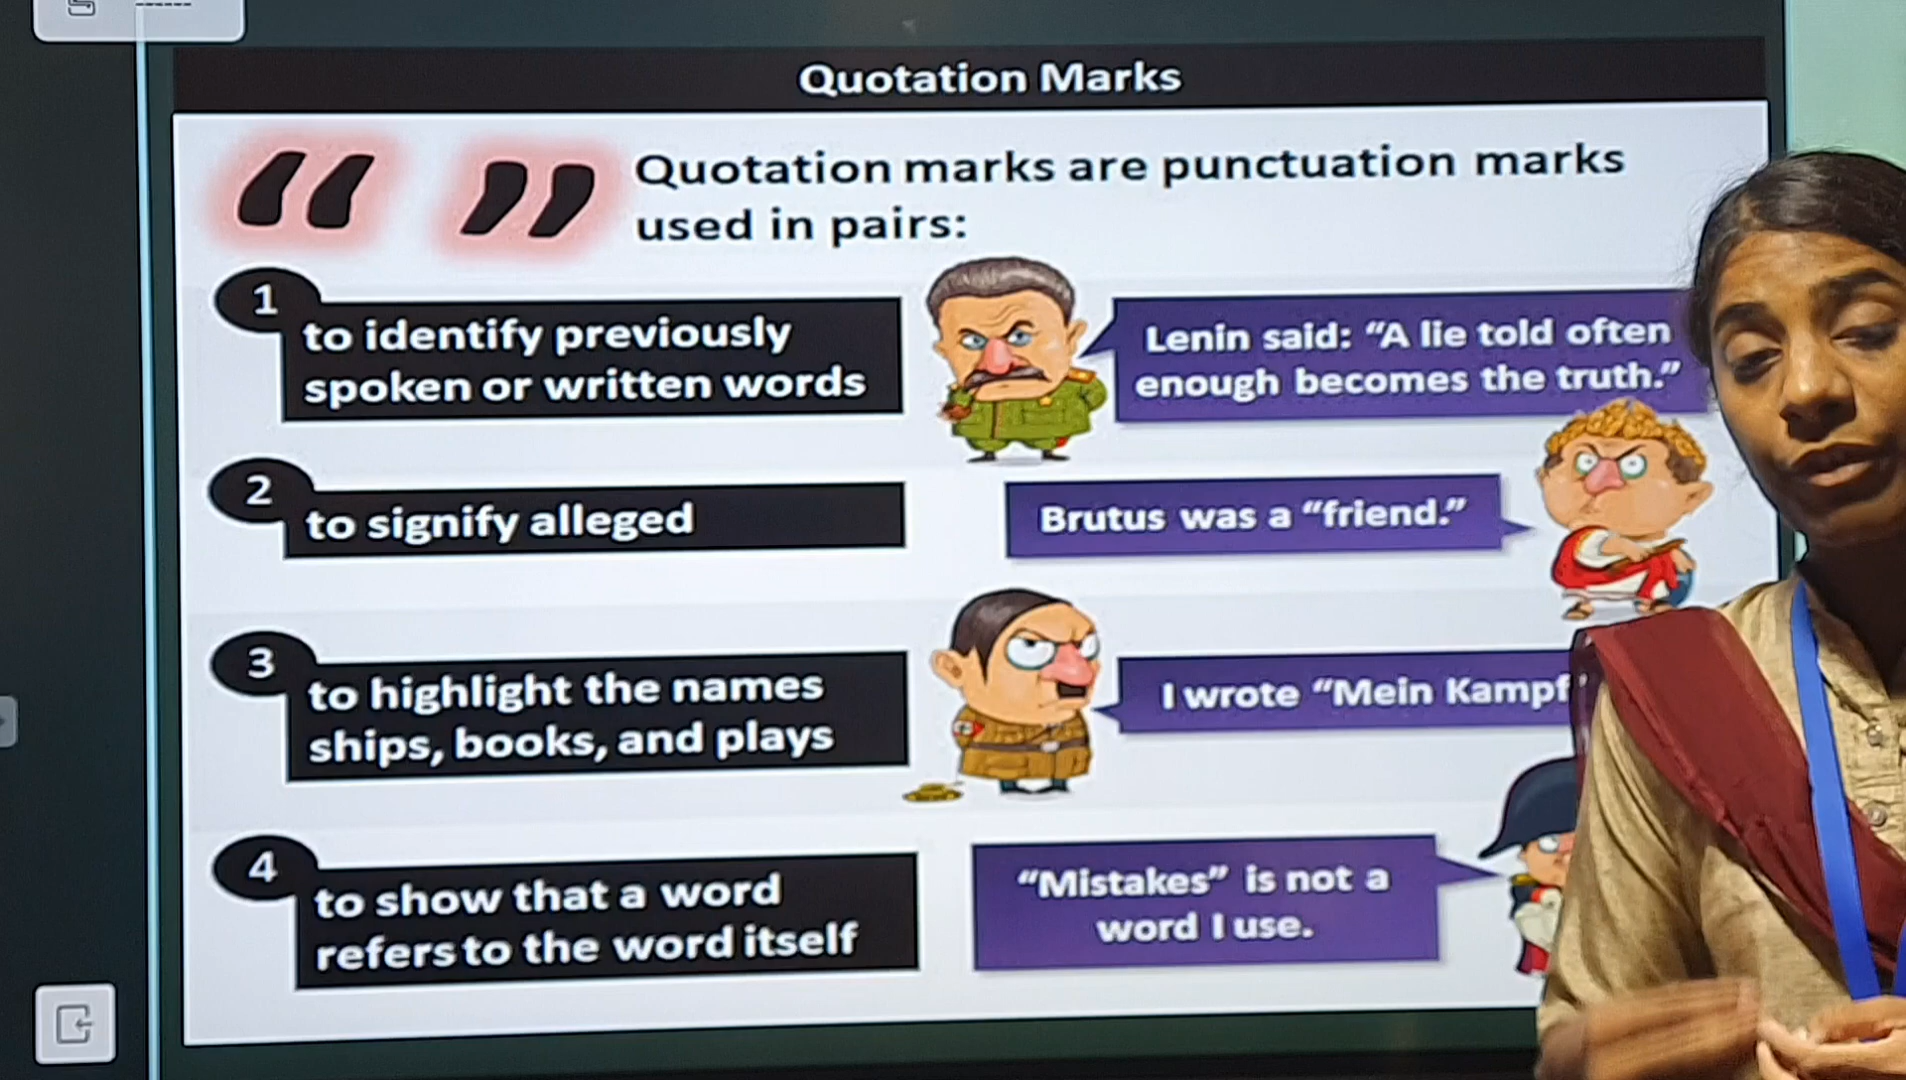 Quotation Marks
“ ”
Quotation marks are punctuation marks
used in pairs:
1
to identify previously
spoken or written words
Lenin said: “A lie told often
enough becomes the truth.”
2
to signify alleged
Brutus was a “friend.”
3
to highlight the names
ships, books, and plays
I wrote “Mein Kampf
4
to show that a word
refers to the word itself
“Mistakes” is not a
word I use.